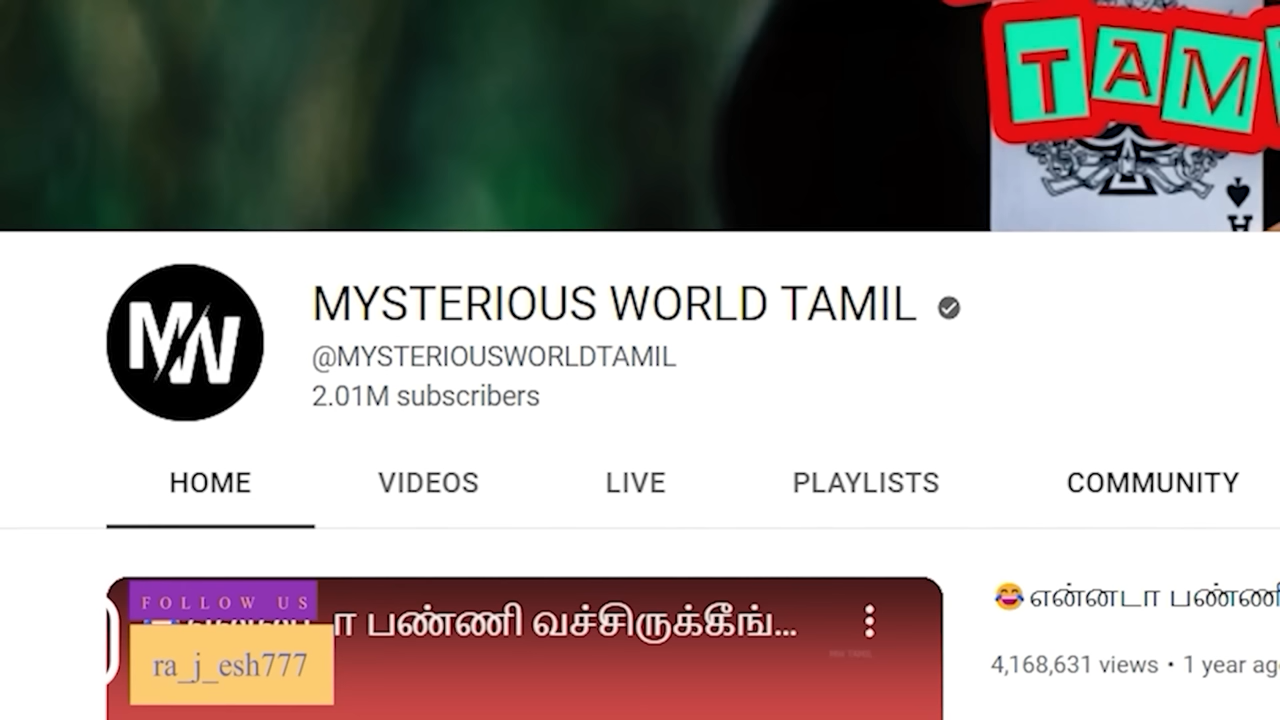 TAM
A
MW
MYSTERIOUS WORLD TAMIL
@MYSTERIOUSWORLDTAMIL
2.01M subscribers
HOME VIDEOS LIVE PLAYLISTS COMMUNITY
FOLLOW US
பண்ணி வச்சிருக்கீங்...
ra_j_esh777
😂 என்னடா பண்ணி
4,168,631 views • 1 year ag